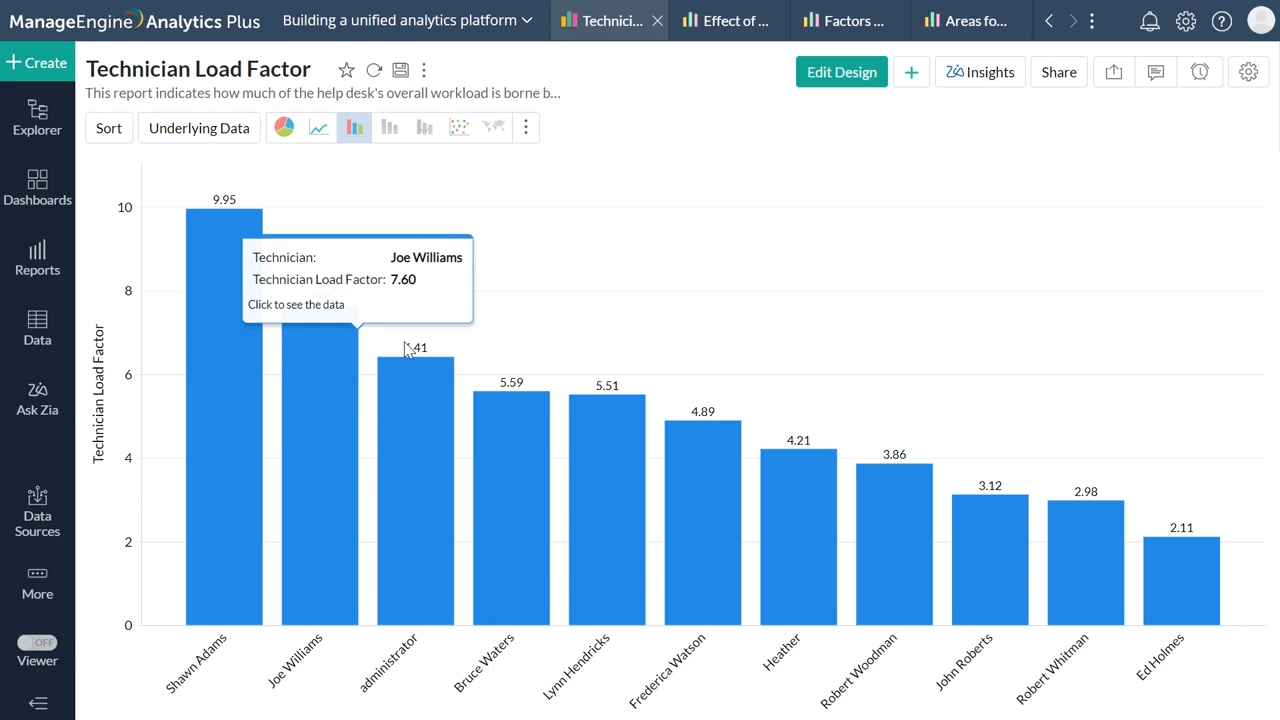 ManageEngine Analytics Plus
Building a unified analytics platform
Technici...
Effect of ...
Factors ...
Areas fo...
Create
Technician Load Factor
Edit Design
Insights
Share
This report indicates how much of the help desk's overall workload is borne b...
Sort
Underlying Data
Explorer
Dashboards
Reports
Data
Ask Zia
Data
Sources
More
OFF
Viewer
Technician Load Factor
10
8
6
4
2
0
9.95
Technician: Joe Williams
Technician Load Factor: 7.60
Click to see the data
41
5.59
5.51
4.89
4.21
3.86
3.12
2.98
2.11
Shawn Adams
Joe Williams
administrator
Bruce Waters
Lynn Hendricks
Frederica Watson
Heather
Robert Woodman
John Roberts
Robert Whitman
Ed Holmes